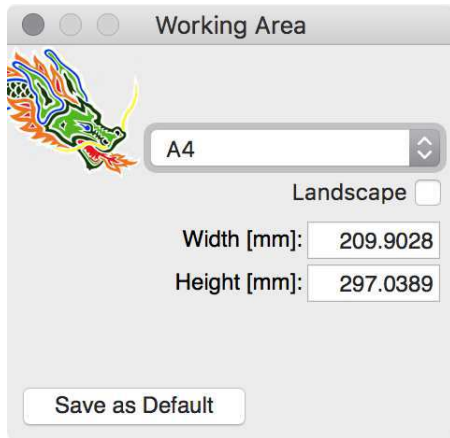 Working Area
A4
Landscape
Width [mm]: 209.9028
Height [mm]: 297.0389
Save as Default